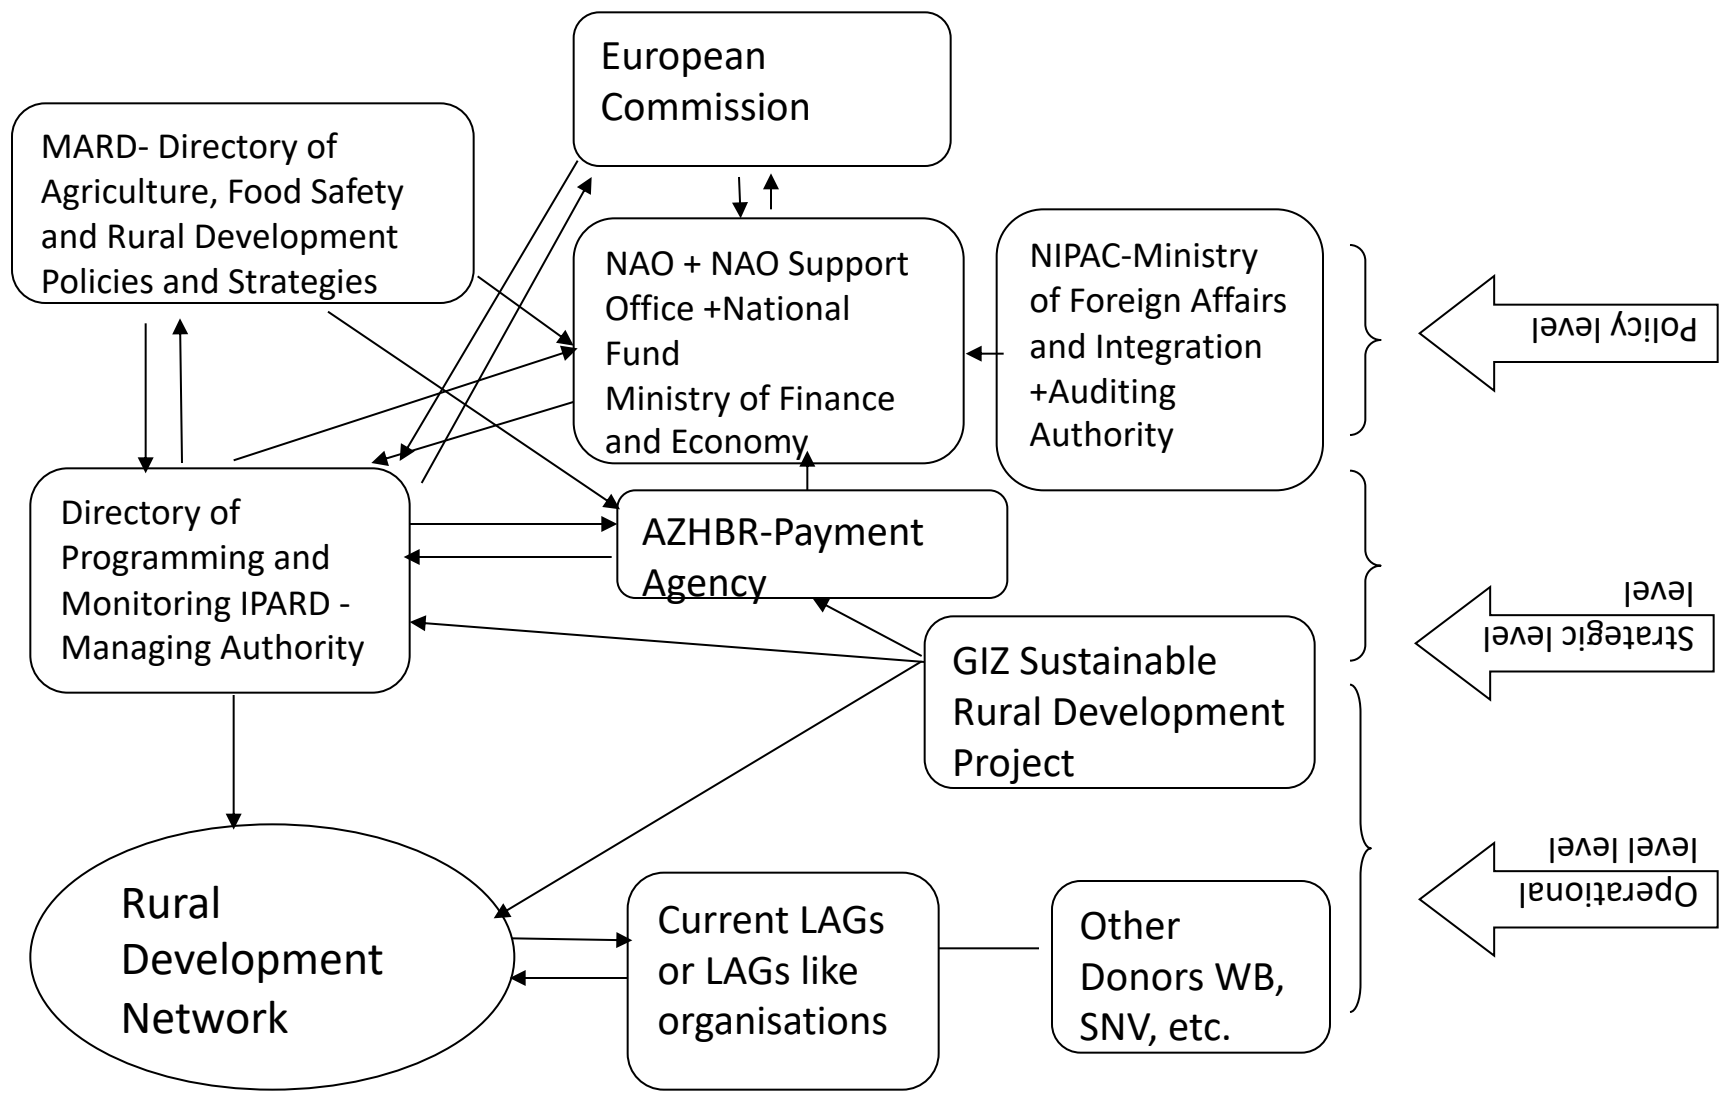 European
Commission
MARD- Directory of
Agriculture, Food Safety
and Rural Development
Policies and Strategies
NAO + NAO Support
Office +National
Fund
Ministry of Finance
and Economy
NIPAC-Ministry
of Foreign Affairs
and Integration
+Auditing
Authority
Policy level
Directory of
Programming and
Monitoring IPARD -
Managing Authority
AZHBR-Payment
Agency
GIZ Sustainable
Rural Development
Project
Strategic level
level
Rural
Development
Network
Current LAGs
or LAGs like
organisations
Other
Donors WB,
SNV, etc.
Operational
level level